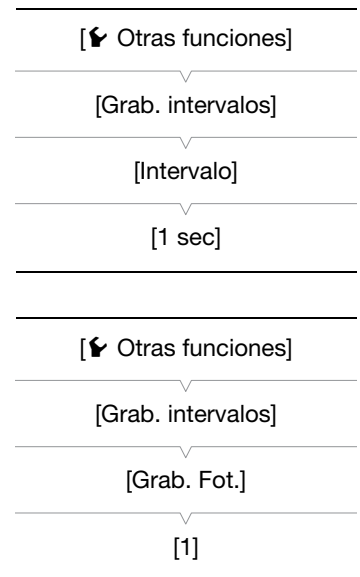 [ Otras funciones]
[Grab. intervalos]
[Intervalo]
[1 sec]
[ Otras funciones]
[Grab. intervalos]
[Grab. Fot.]
[1]